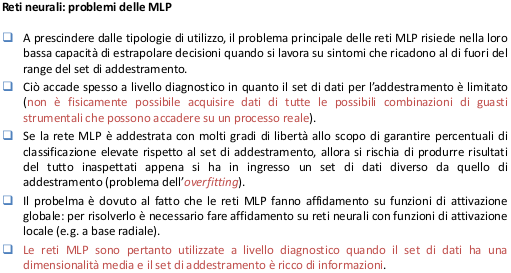 Reti neurali: problemi delle MLP
A prescindere dalle tipologie di utilizzo, il problema principale delle reti MLP risiede nella loro
bassa capacità di estrapolare decisioni quando si lavora su sintomi che ricadono al di fuori del
range del set di addestramento.
Ciò accade spesso a livello diagnostico in quanto il set di dati per l'addestramento è limitato
(non è fisicamente possibile acquisire dati di tutte le possibili combinazioni di guasti
strumentali che possono accadere su un processo reale).
Se la rete MLP è addestrata con molti gradi di libertà allo scopo di garantire percentuali di
classificazione elevate rispetto al set di addestramento, allora si rischia di produrre risultati
del tutto inaspettati appena si ha in ingresso un set di dati diverso da quello di
addestramento (problema dell'overfitting).
Il probelma è dovuto al fatto che le reti MLP fanno affidamento su funzioni di attivazione
globale: per risolverlo è necessario fare affidamento su reti neurali con funzioni di attivazione
locale (e.g. a base radiale).
Le reti MLP sono pertanto utilizzate a livello diagnostico quando il set di dati ha una
dimensionalità media e il set di addestramento è ricco di informazioni.